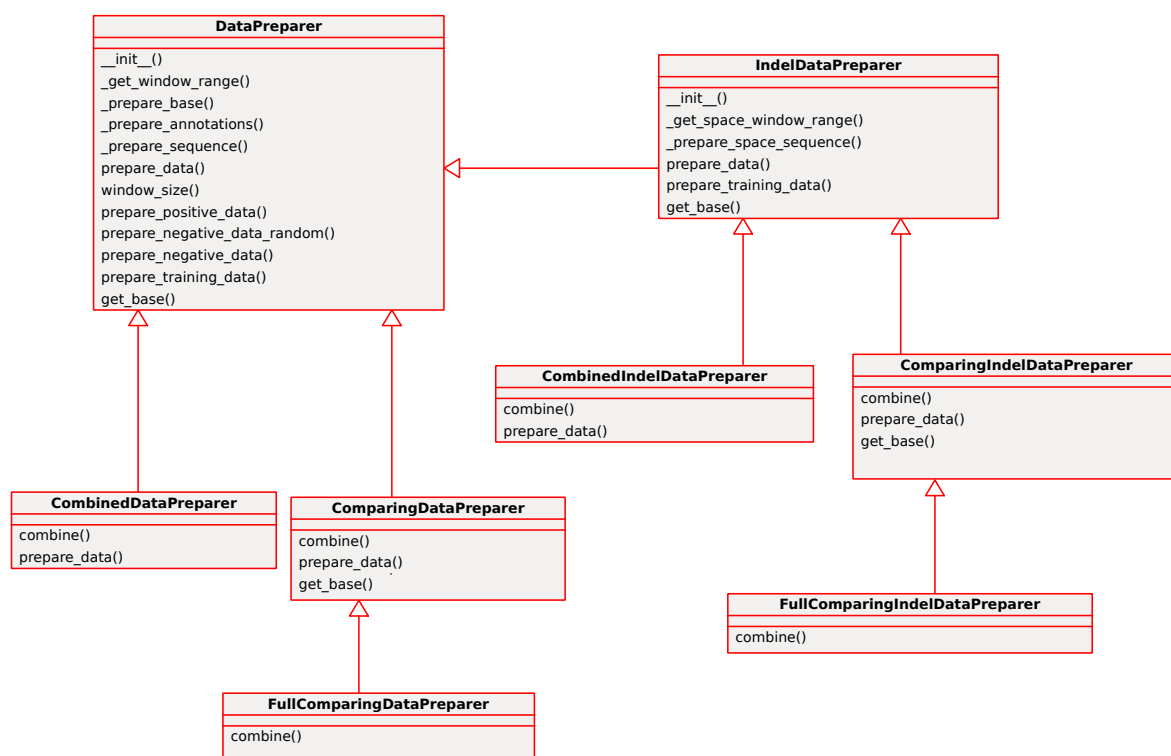 DataPreparer
__init__()
_get_window_range()
_prepare_base()
_prepare_annotations()
_prepare_sequence()
prepare_data()
window_size()
prepare_positive_data()
prepare_negative_data_random()
prepare_negative_data()
prepare_training_data()
get_base()
IndelDataPreparer
__init__()
_get_space_window_range()
_prepare_space_sequence()
prepare_data()
prepare_training_data()
get_base()
CombinedIndelDataPreparer
combine()
prepare_data()
ComparingIndelDataPreparer
combine()
prepare_data()
get_base()
CombinedDataPreparer
combine()
prepare_data()
ComparingDataPreparer
combine()
prepare_data()
get_base()
FullComparingIndelDataPreparer
combine()
FullComparingDataPreparer
combine()